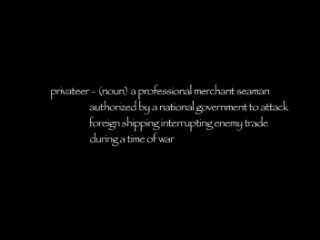 privateer - (noun) a professional merchant seaman
authorized by a national government to attack
foreign shipping interrupting enemy trade
during a time of war